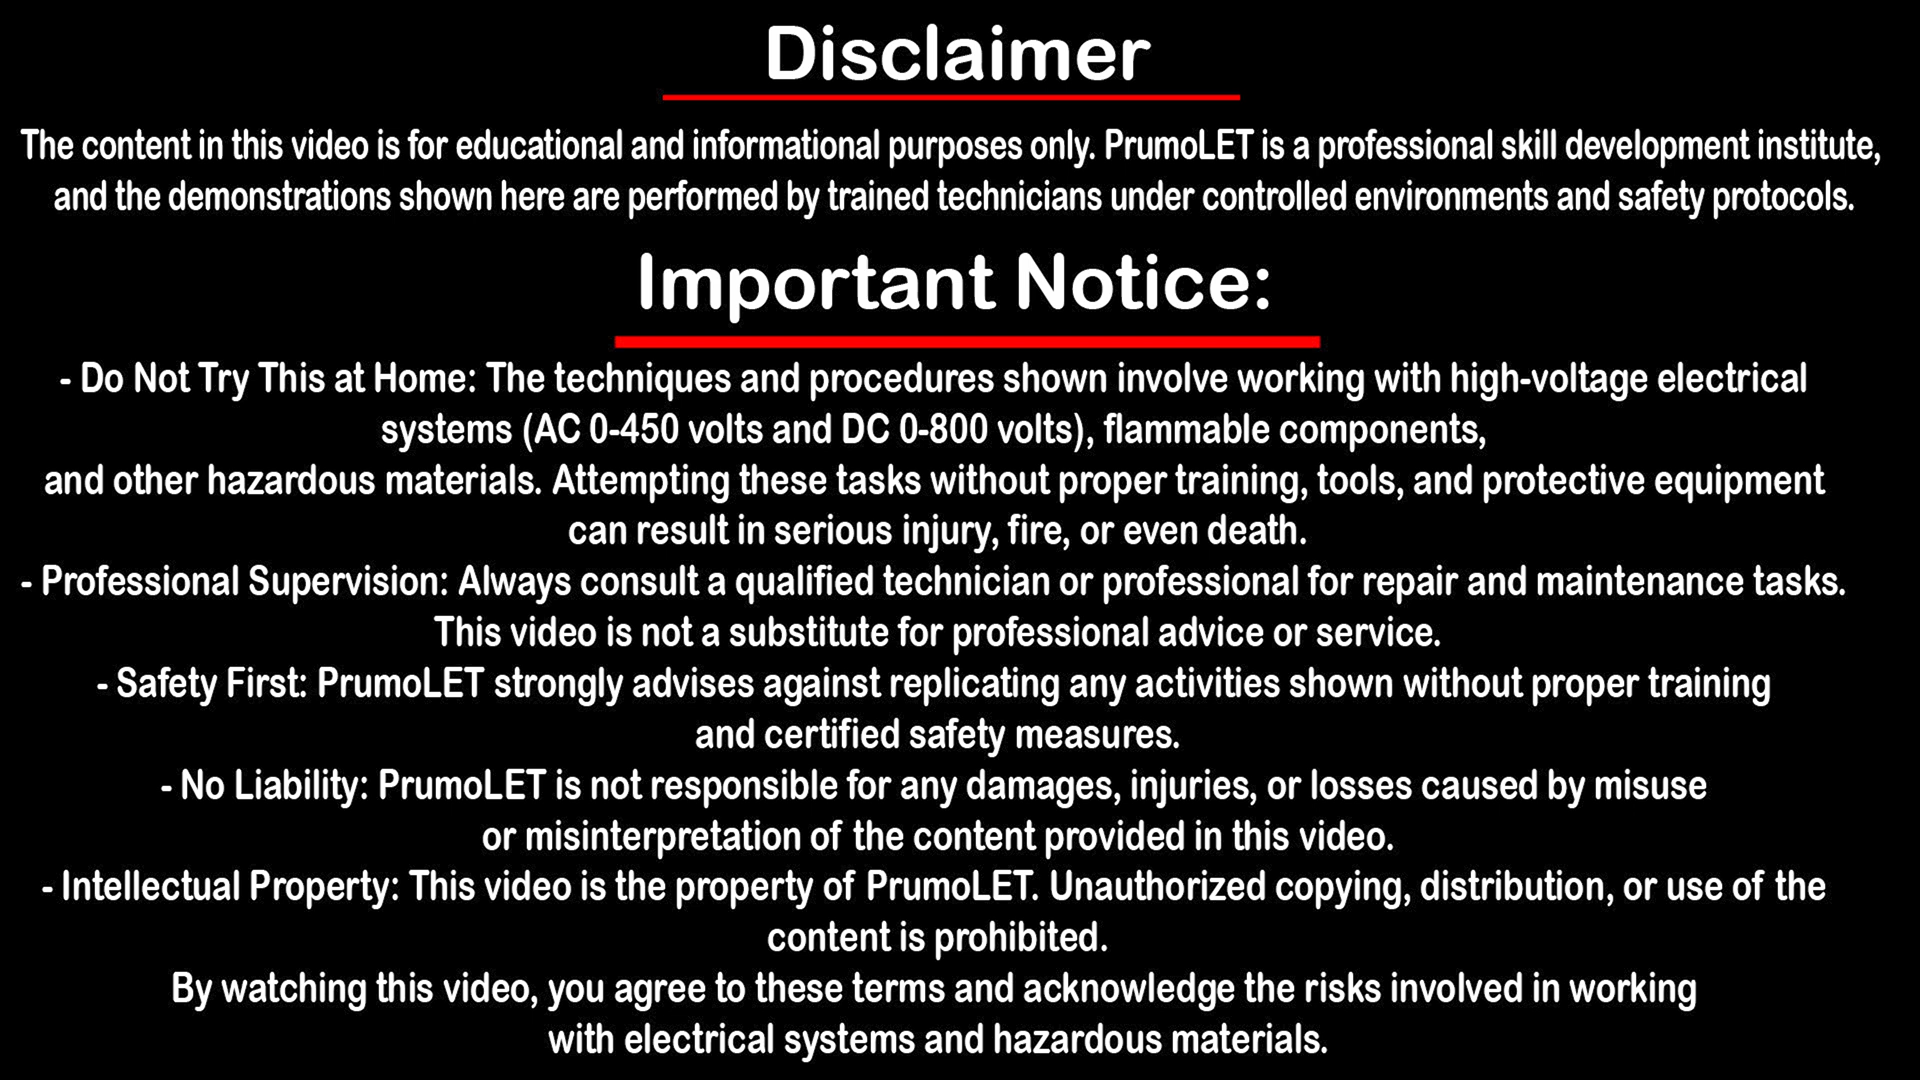 Disclaimer
The content in this video is for educational and informational purposes only. PrumoLET is a professional skill development institute,
and the demonstrations shown here are performed by trained technicians under controlled environments and safety protocols.
Important Notice:
- Do Not Try This at Home: The techniques and procedures shown involve working with high-voltage electrical
systems (AC 0-450 volts and DC 0-800 volts), flammable components,
and other hazardous materials. Attempting these tasks without proper training, tools, and protective equipment
can result in serious injury, fire, or even death.
- Professional Supervision: Always consult a qualified technician or professional for repair and maintenance tasks.
This video is not a substitute for professional advice or service.
- Safety First: PrumoLET strongly advises against replicating any activities shown without proper training
and certified safety measures.
- No Liability: PrumoLET is not responsible for any damages, injuries, or losses caused by misuse
or misinterpretation of the content provided in this video.
- Intellectual Property: This video is the property of PrumoLET. Unauthorized copying, distribution, or use of the
content is prohibited.
By watching this video, you agree to these terms and acknowledge the risks involved in working
with electrical systems and hazardous materials.